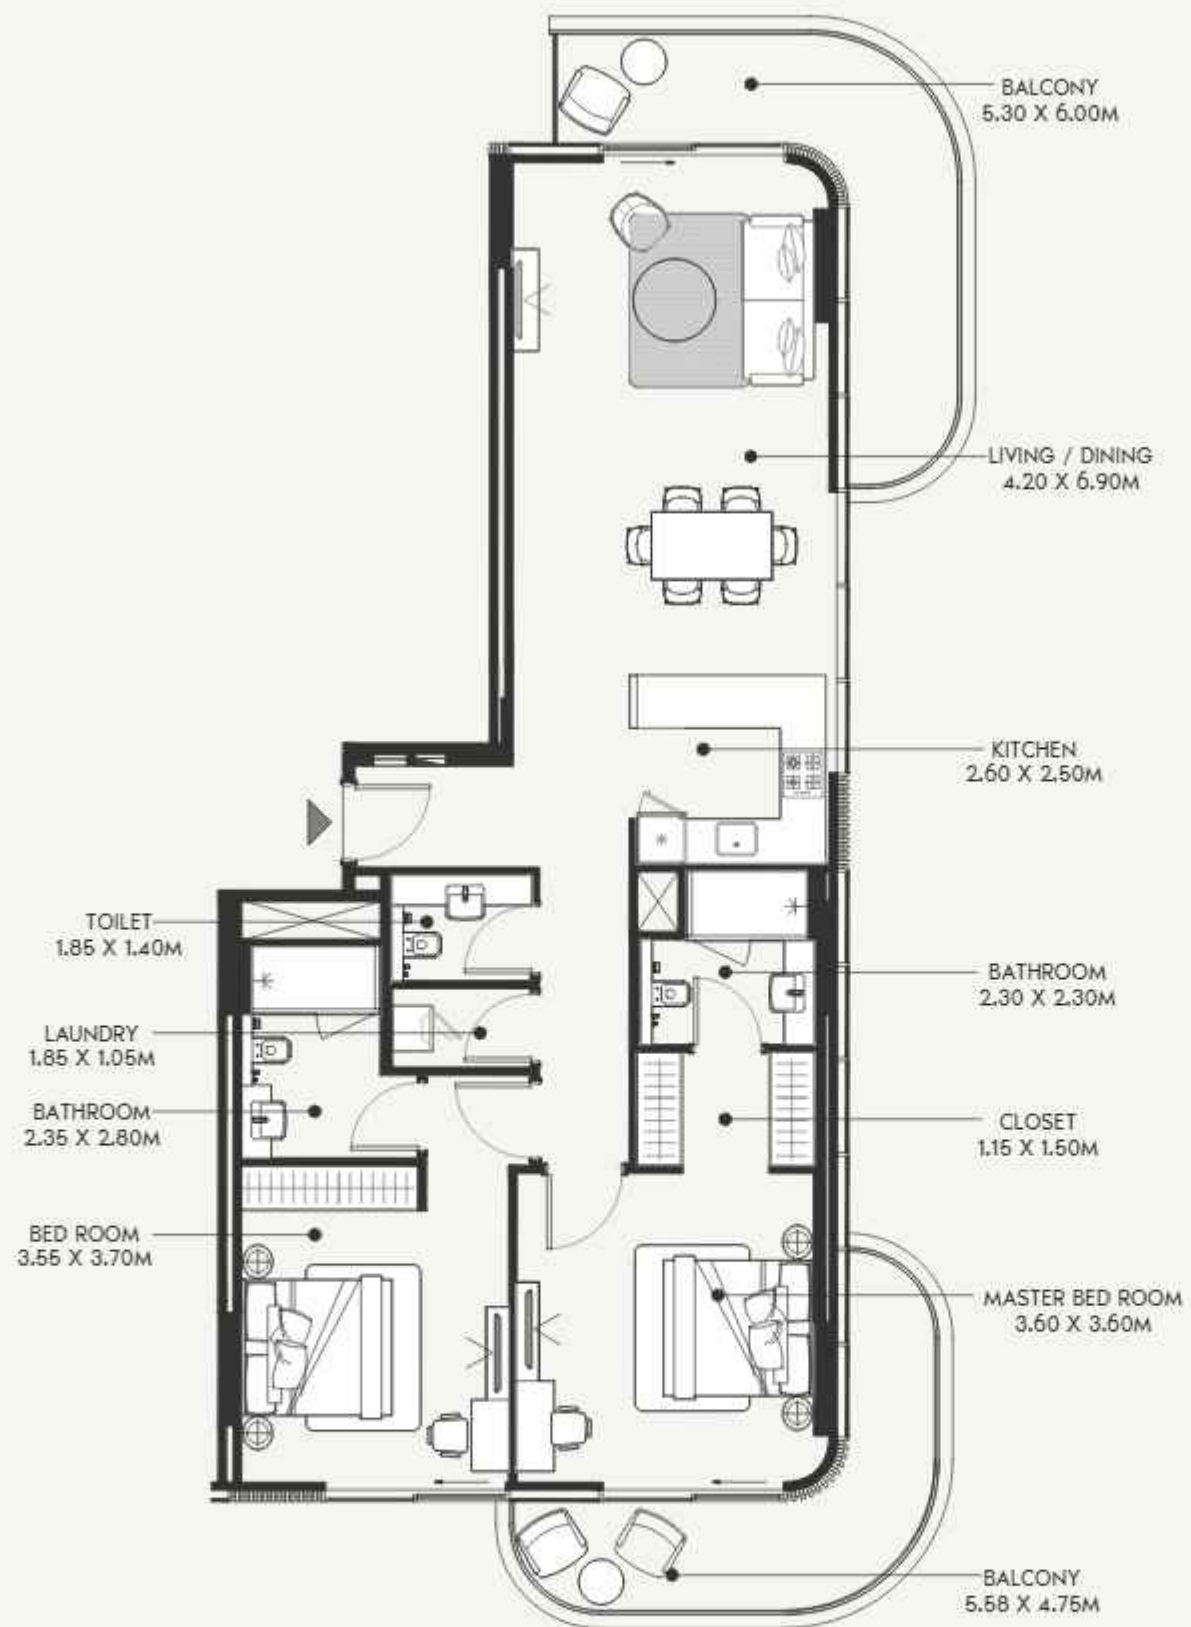 BALCONY
5.30 X 6.00M
LIVING / DINING
4.20 X 6.90M
KITCHEN
2.60 X 2.50M
TOILET
1.85 X 1.40M
BATHROOM
2.30 X 2.30M
LAUNDRY
1.85 X 1.05M
BATHROOM
2.35 X 2.80M
CLOSET
1.15 X 1.50M
BED ROOM
3.55 X 3.70M
MASTER BED ROOM
3.60 X 3.60M
BALCONY
5.58 X 4.75M